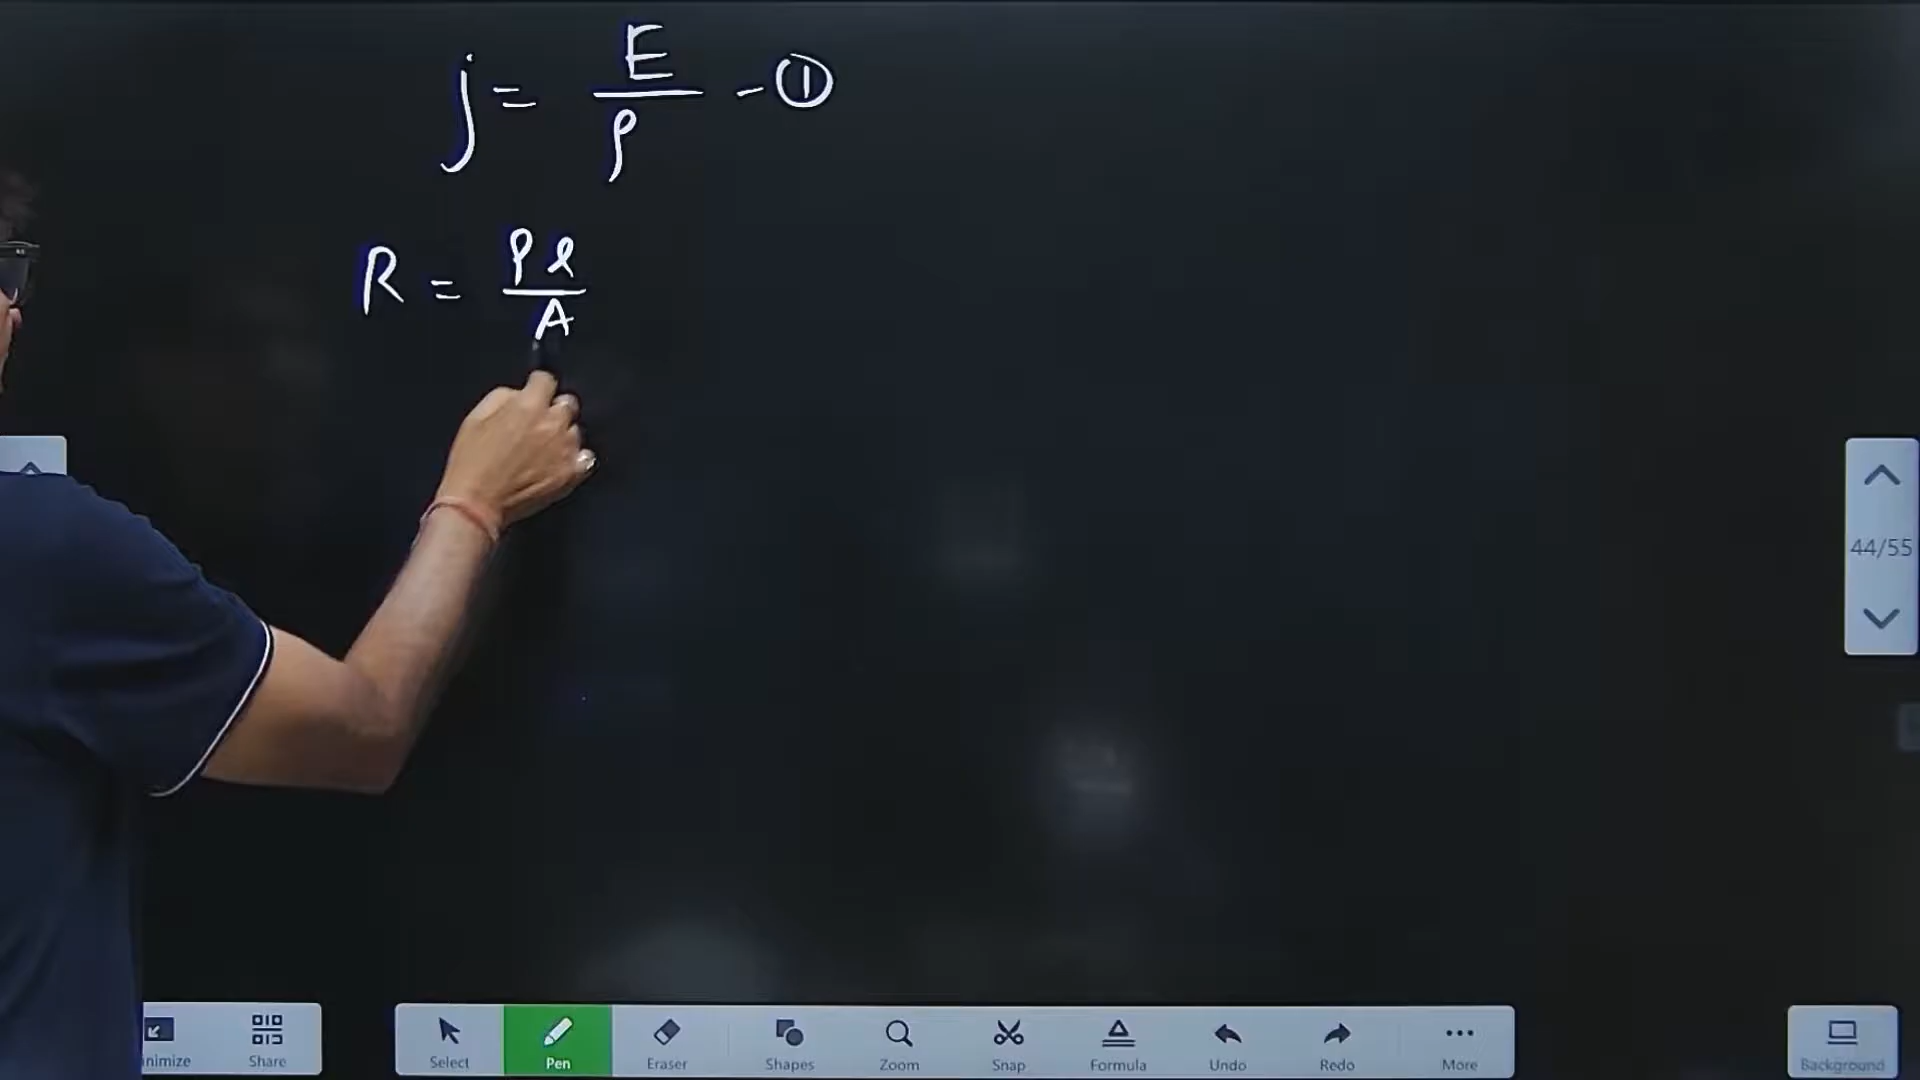 j = E/ρ - ①
R = ρl/A
44/55
Share
Select
Pen
Eraser
Shapes
Zoom
Snap
Formula
Undo
Redo
More
Background